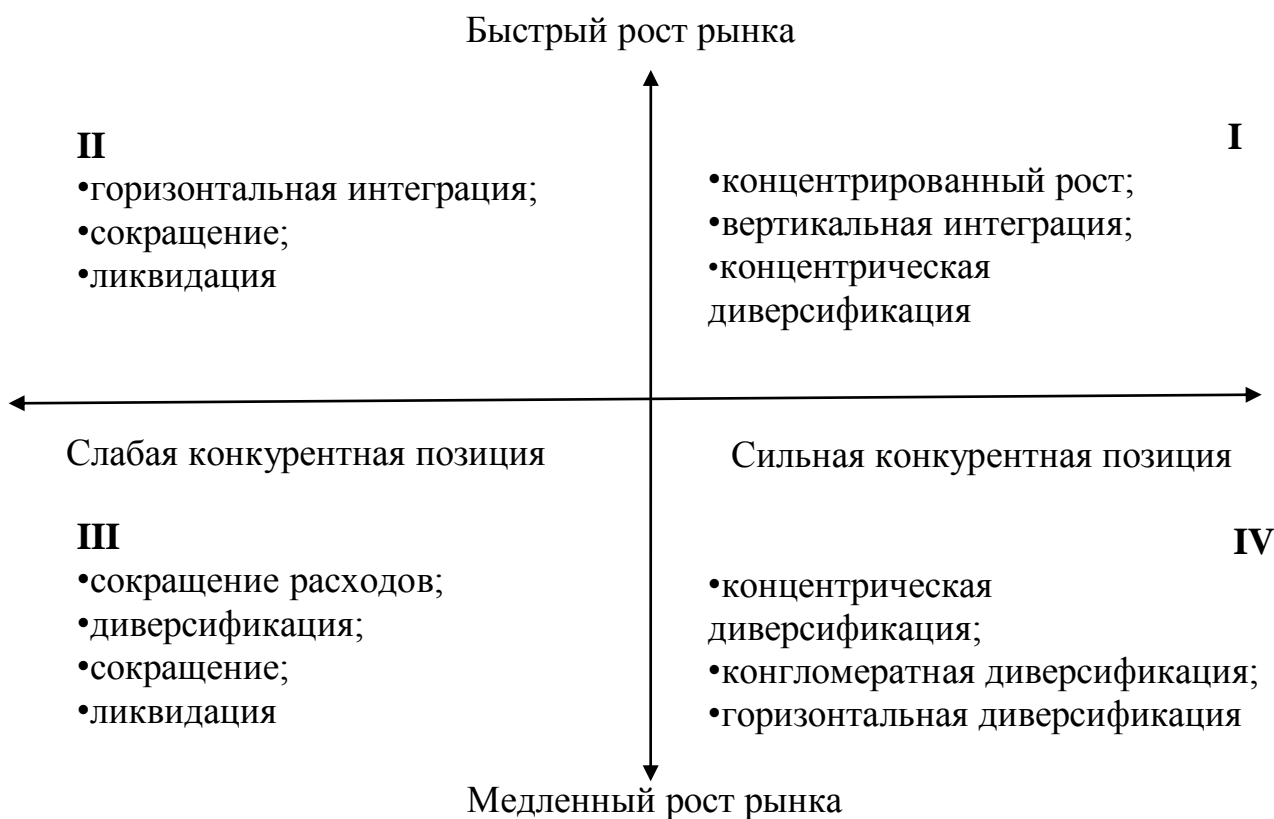 Быстрый рост рынка
II
•горизонтальная интеграция;
•сокращение;
•ликвидация
I
•концентрированный рост;
•вертикальная интеграция;
•концентрическая
диверсификация
Слабая конкурентная позиция
Сильная конкурентная позиция
III
•сокращение расходов;
•диверсификация;
•сокращение;
•ликвидация
IV
•концентрическая
диверсификация;
•конгломератная диверсификация;
•горизонтальная диверсификация
Медленный рост рынка